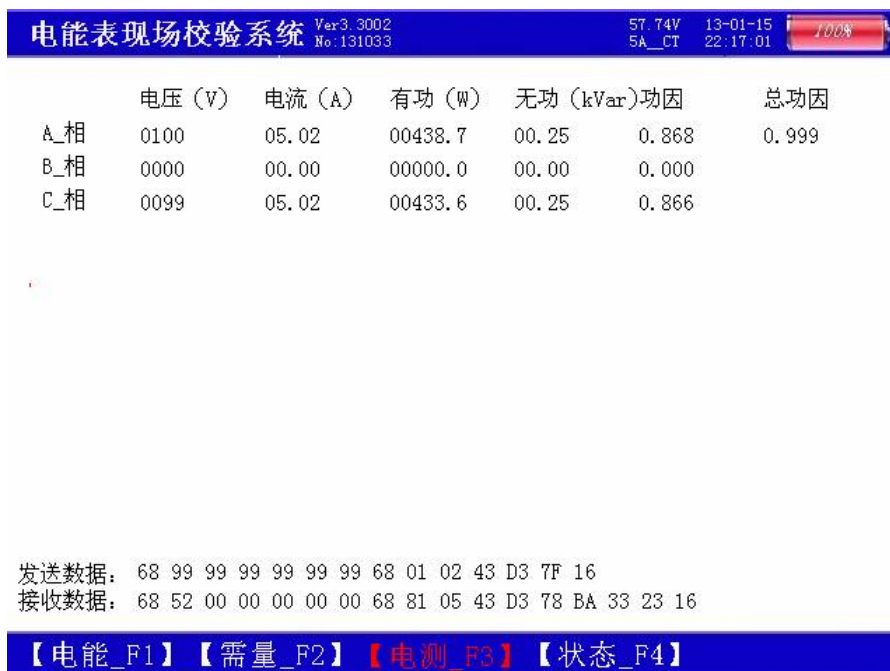 电能表现场校验系统 Ver3.3002 57.74V 13-01-15 100%
No:131033 5A__CT 22:17:01
电压(V) 电流(A) 有功(W) 无功(kVar)功因 总功因
A_相 0100 05.02 00438.7 00.25 0.868 0.999
B_相 0000 00.00 00000.0 00.00 0.000
C_相 0099 05.02 00433.6 00.25 0.866
发送数据: 68 99 99 99 99 99 99 68 01 02 43 D3 7F 16
接收数据: 68 52 00 00 00 00 00 68 81 05 43 D3 78 BA 33 23 16
【电能_F1】【需量_F2】【电测_F3】【状态_F4】